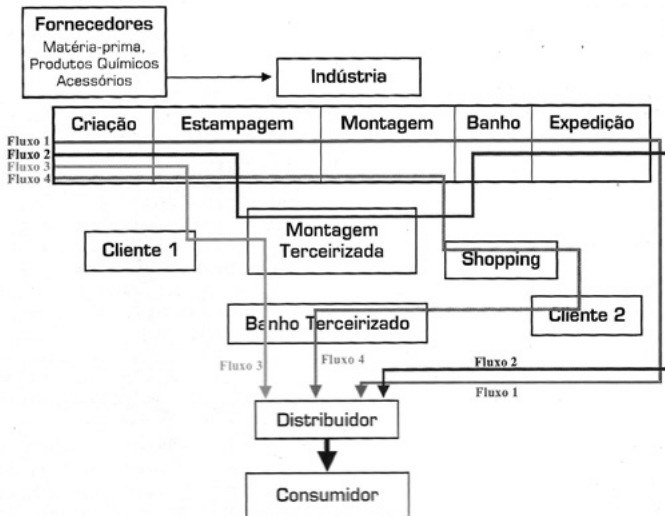 Fornecedores
Matéria-prima,
Produtos Químicos
Acessórios
Indústria
Criação Estampagem Montagem Banho Expedição
Fluxo 1
Fluxo 2
Fluxo 3
Fluxo 4
Cliente 1
Montagem
Terceirizada
Shopping
Banho Terceirizado
Cliente 2
Fluxo 3
Fluxo 4
Fluxo 2
Fluxo 1
Distribuidor
Consumidor